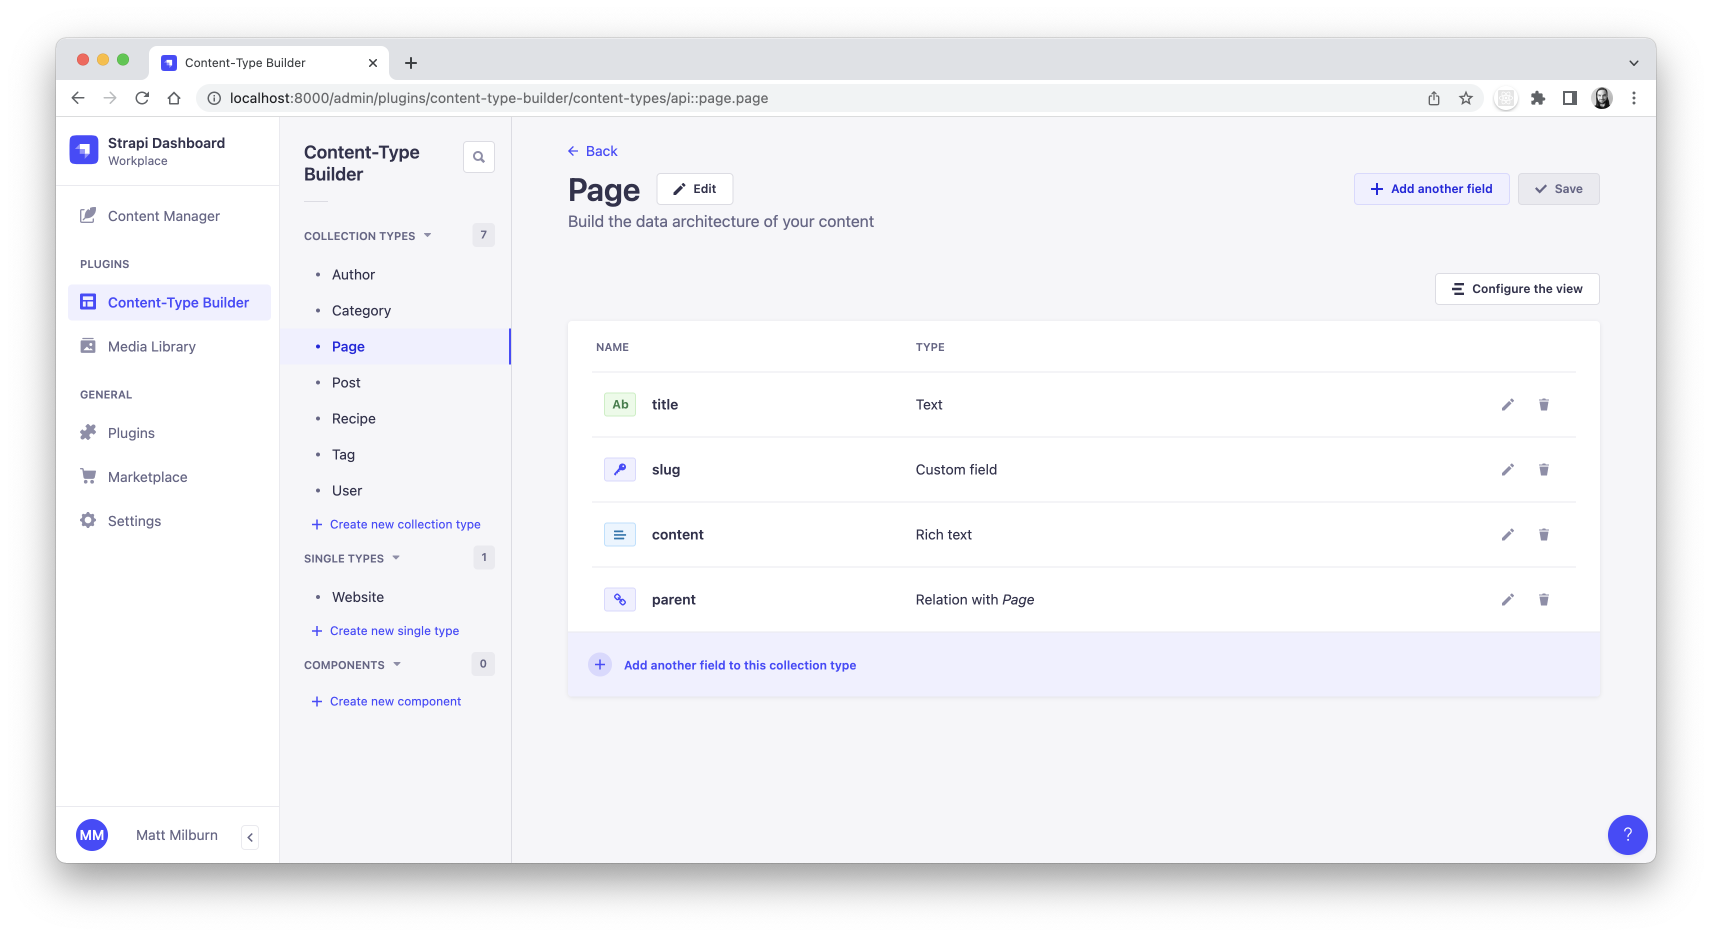 Content-Type Builder
localhost:8000/admin/plugins/content-type-builder/content-types/api::page.page
Strapi Dashboard
Workplace
Content Manager
PLUGINS
Content-Type Builder
Media Library
GENERAL
Plugins
Marketplace
Settings
MM
Matt Milburn
Content-Type
Builder
COLLECTION TYPES 7
Author
Category
Page
Post
Recipe
Tag
User
Create new collection type
SINGLE TYPES 1
Website
Create new single type
COMPONENTS 0
Create new component
Back
Page Edit
Build the data architecture of your content
Add another field Save
Configure the view
NAME TYPE
Ab title Text
slug Custom field
content Rich text
parent Relation with Page
Add another field to this collection type
?